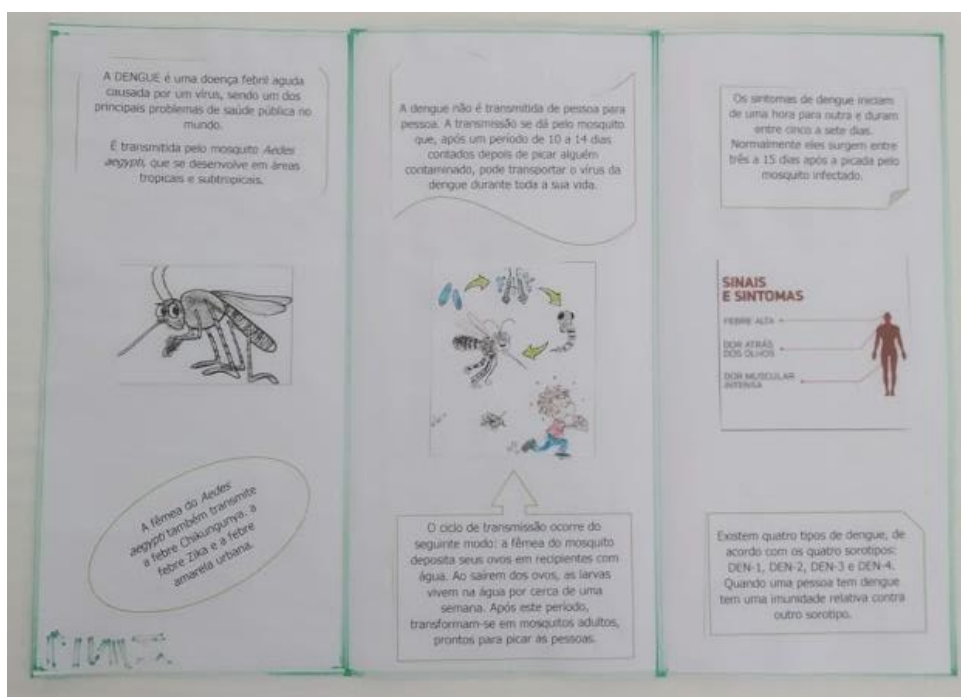 A DENGUE é uma doença febril aguda
causada por um vírus, sendo um dos
principais problemas de saúde pública no
mundo.
É transmitida pelo mosquito Aedes
aegypti, que se desenvolve em áreas
tropicais e subtropicais.
A fêmea do Aedes
aegypti também transmite
a febre Chikungunya, a
febre Zika e a febre
amarela urbana.
A dengue não é transmitida de pessoa para
pessoa. A transmissão se dá pelo mosquito
que, após um período de 10 a 14 dias
contados depois de picar alguém
contaminado, pode transportar o vírus da
dengue durante toda a sua vida.
O ciclo de transmissão ocorre do
seguinte modo: a fêmea do mosquito
deposita seus ovos em recipientes com
água. Ao saírem dos ovos, as larvas
vivem na água por cerca de uma
semana. Após este período,
transformam-se em mosquitos adultos,
prontos para picar as pessoas.
Os sintomas de dengue iniciam
de uma hora para outra e duram
entre cinco a sete dias.
Normalmente eles surgem entre
três a 15 dias após a picada pelo
mosquito infectado.
SINAIS
E SINTOMAS
FEBRE ALTA
DOR ATRÁS
DOS OLHOS
DOR MUSCULAR
INTENSA
Existem quatro tipos de dengue, de
acordo com os quatro sorotipos:
DEN-1, DEN-2, DEN-3 e DEN-4.
Quando uma pessoa tem dengue
tem uma imunidade relativa contra
outro sorotipo.